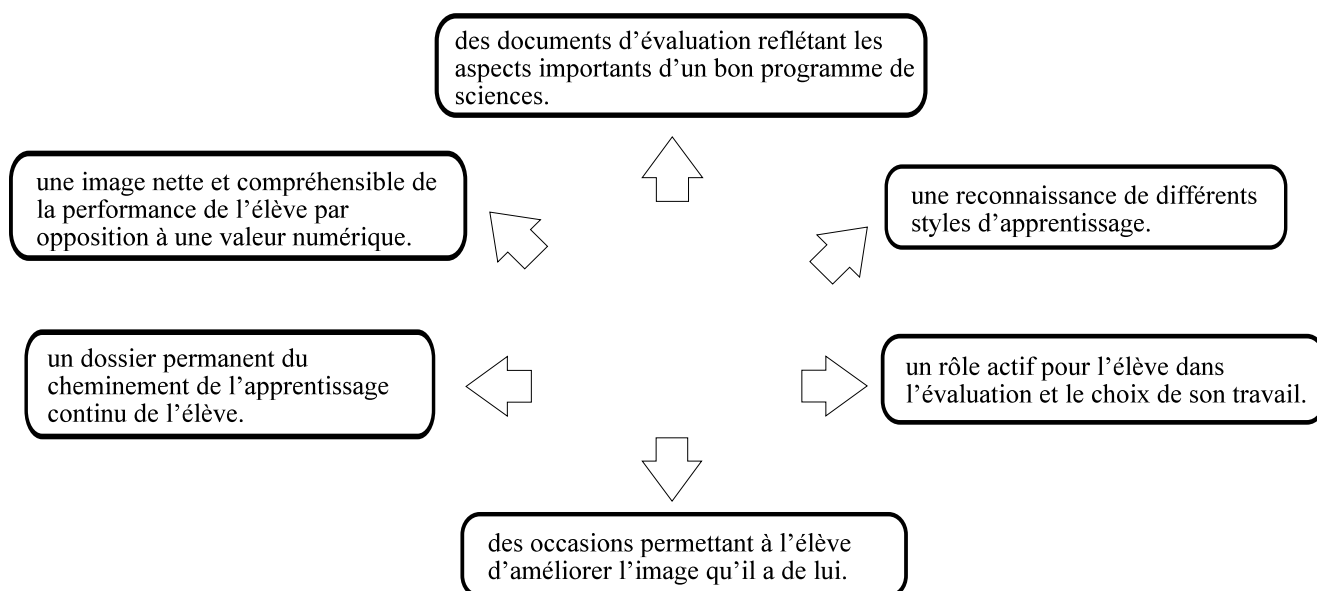 des documents d’évaluation reflétant les
aspects importants d’un bon programme de
sciences.
une image nette et compréhensible de
la performance de l’élève par
opposition à une valeur numérique.
une reconnaissance de différents
styles d’apprentissage.
un dossier permanent du
cheminement de l’apprentissage
continu de l’élève.
un rôle actif pour l’élève dans
l’évaluation et le choix de son travail.
des occasions permettant à l’élève
d’améliorer l’image qu’il a de lui.